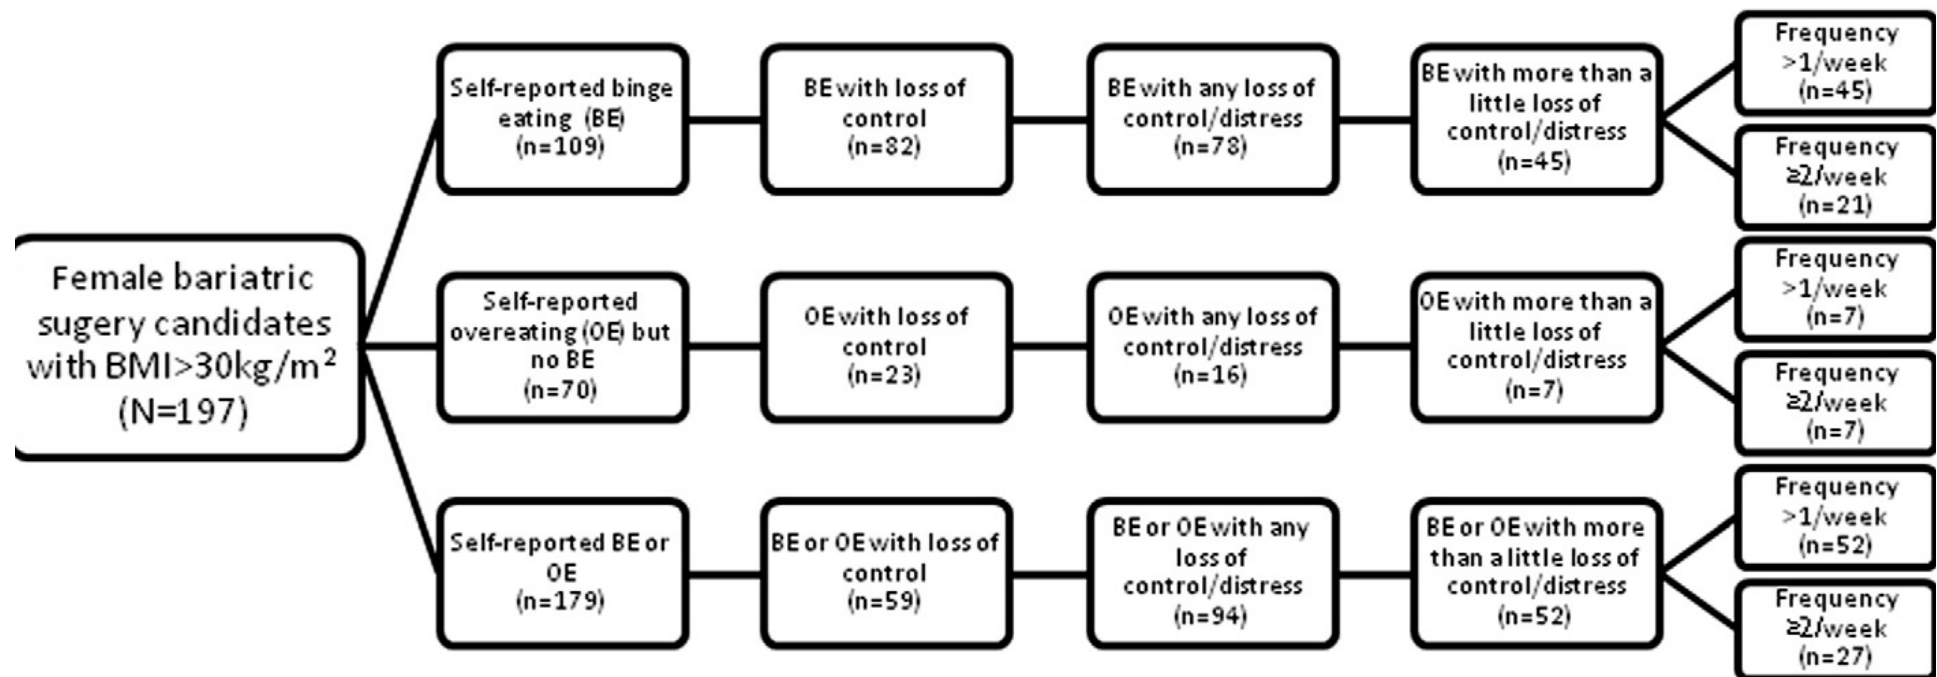 Female bariatric
sugery candidates
with BMI>30kg/m²
(N=197)
Self-reported binge
eating (BE)
(n=109)
BE with loss of
control
(n=82)
BE with any loss of
control/distress
(n=78)
BE with more than a
little loss of
control/distress
(n=45)
Frequency
>1/week
(n=45)
Frequency
≥2/week
(n=21)
Self-reported
overeating (OE) but
no BE
(n=70)
OE with loss of
control
(n=23)
OE with any loss of
control/distress
(n=16)
OE with more than a
little loss of
control/distress
(n=7)
Frequency
>1/week
(n=7)
Frequency
≥2/week
(n=7)
Self-reported BE or
OE
(n=179)
BE or OE with loss of
control
(n=59)
BE or OE with any
loss of
control/distress
(n=94)
BE or OE with more
than a little loss of
control/distress
(n=52)
Frequency
>1/week
(n=52)
Frequency
≥2/week
(n=27)